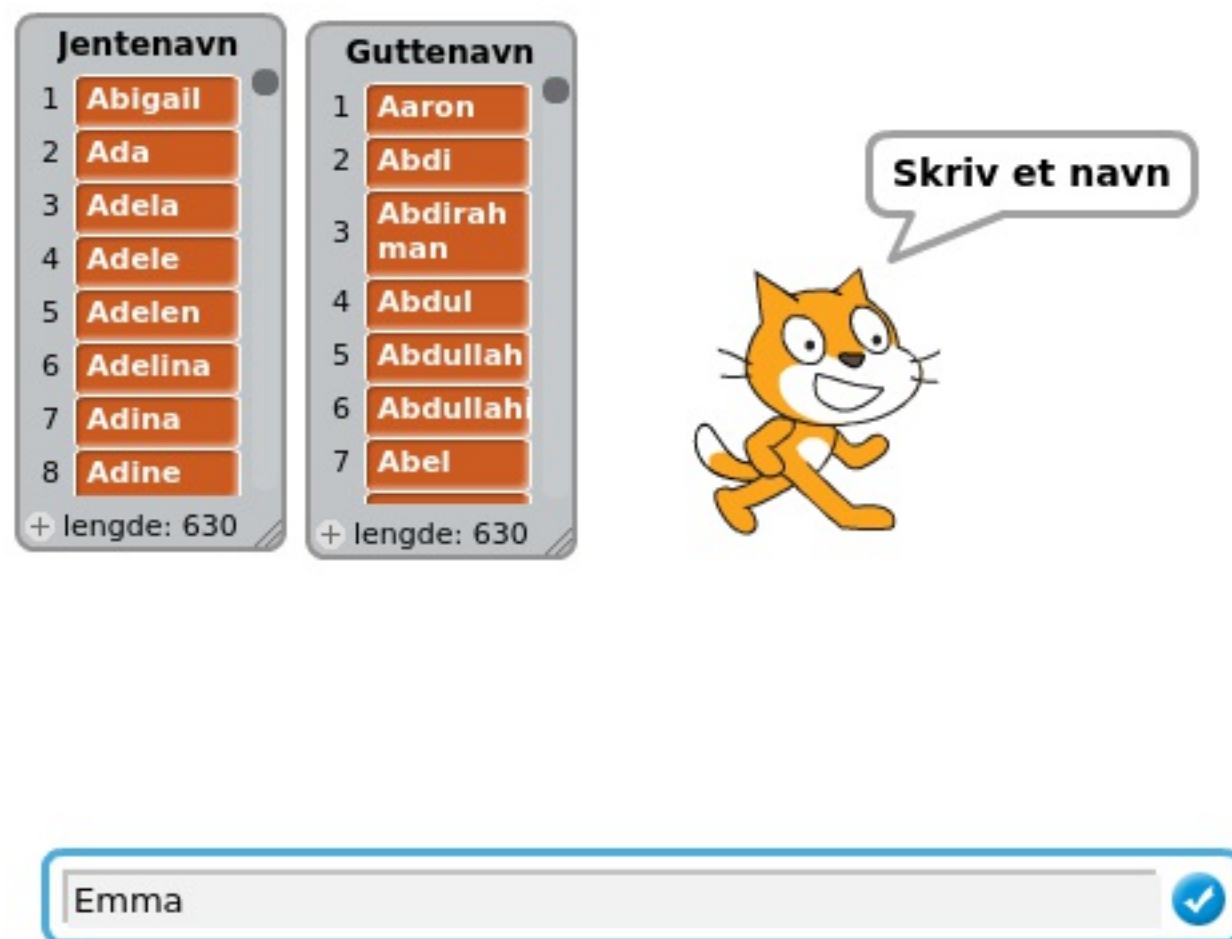 Jentenavn
1 Abigail
2 Ada
3 Adela
4 Adele
5 Adelen
6 Adelina
7 Adina
8 Adine
+ lengde: 630
Guttenavn
1 Aaron
2 Abdi
3 Abdirah
man
4 Abdul
5 Abdullah
6 Abdullahi
7 Abel
+ lengde: 630
Skriv et navn
Emma